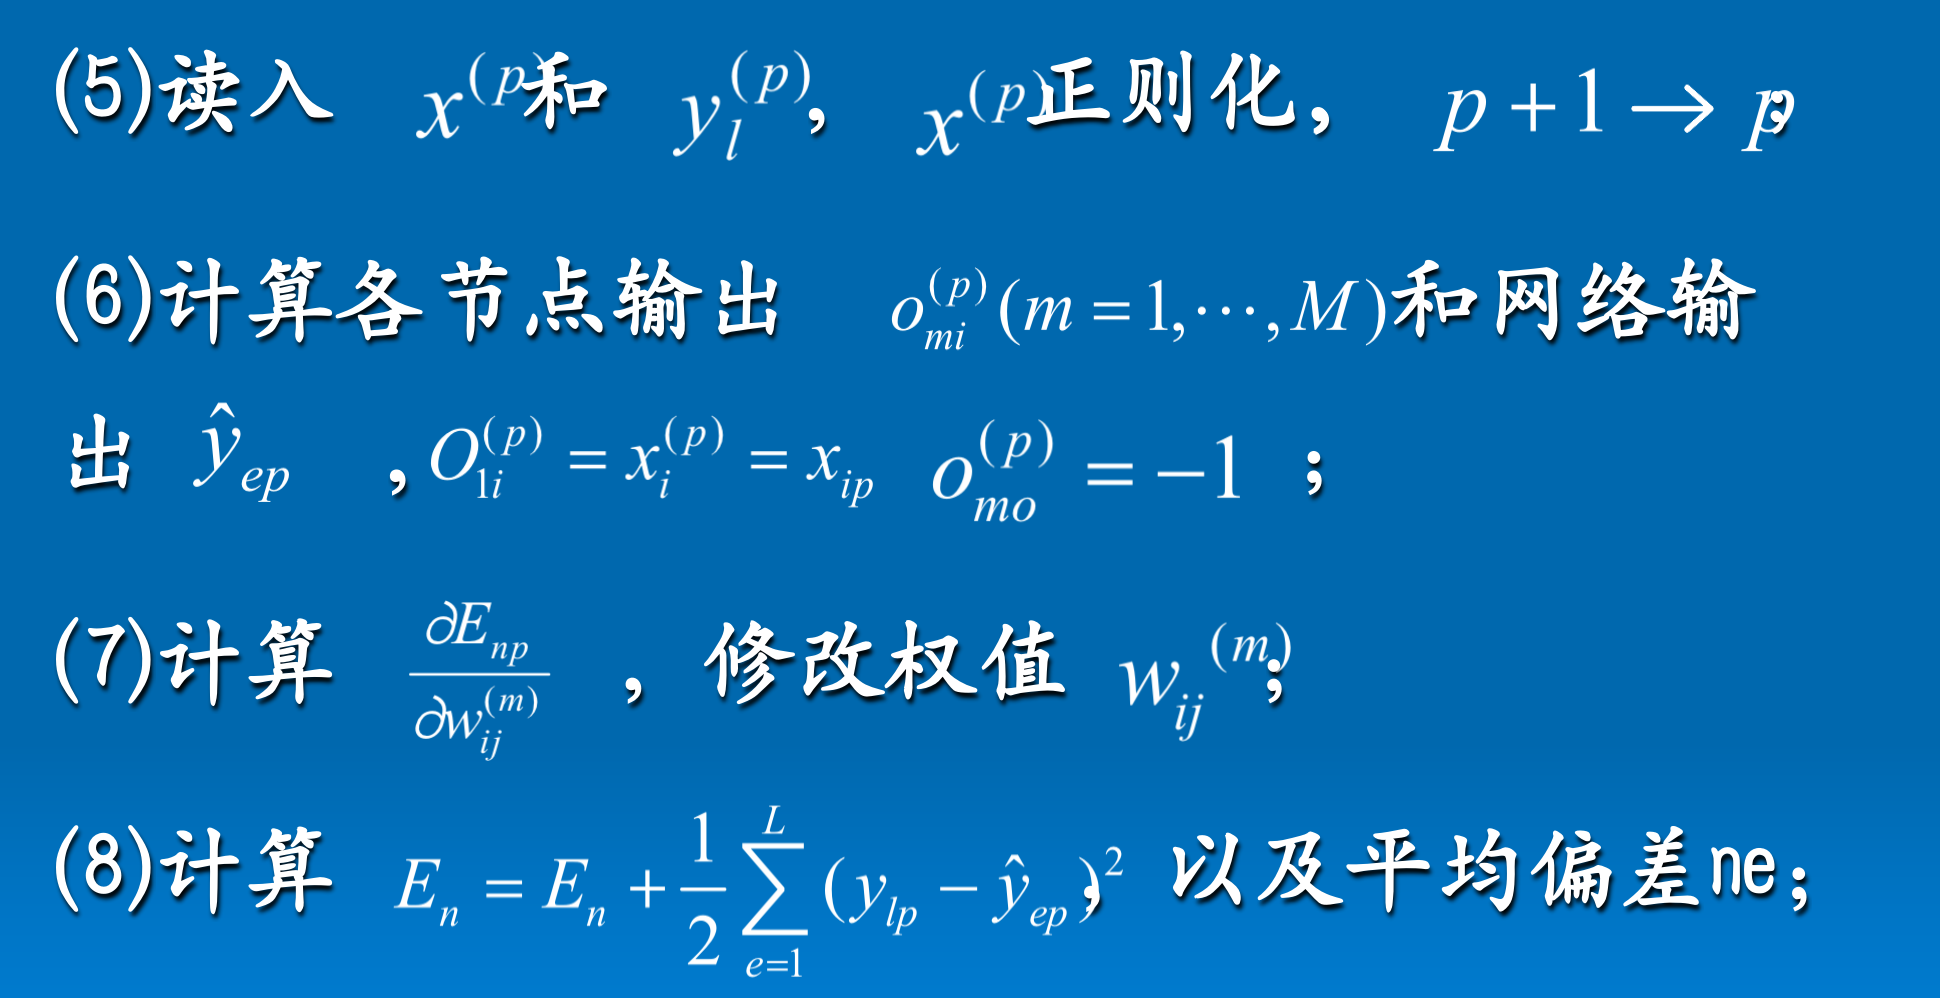 (5)读入 $x^{(p)}$和 $y_l^{(p)}$, $x^{(p)}$正则化, $p+1 \to p$;
(6)计算各节点输出 $o_{mi}^{(p)}(m=1,\cdots,M)$和网络输
出 $\hat{y}_{ep}$ , $O_{1i}^{(p)}=x_i^{(p)}=x_{ip}$ $o_{mo}^{(p)}=-1$ ;
(7)计算 $\frac{\partial E_{np}}{\partial w_{ij}^{(m)}}$ , 修改权值 $w_{ij}^{(m)}$;
(8)计算 $E_n=E_n+\frac{1}{2}\sum_{e=1}^{L}(y_{lp}-\hat{y}_{ep})^2$, 以及平均偏差ne;